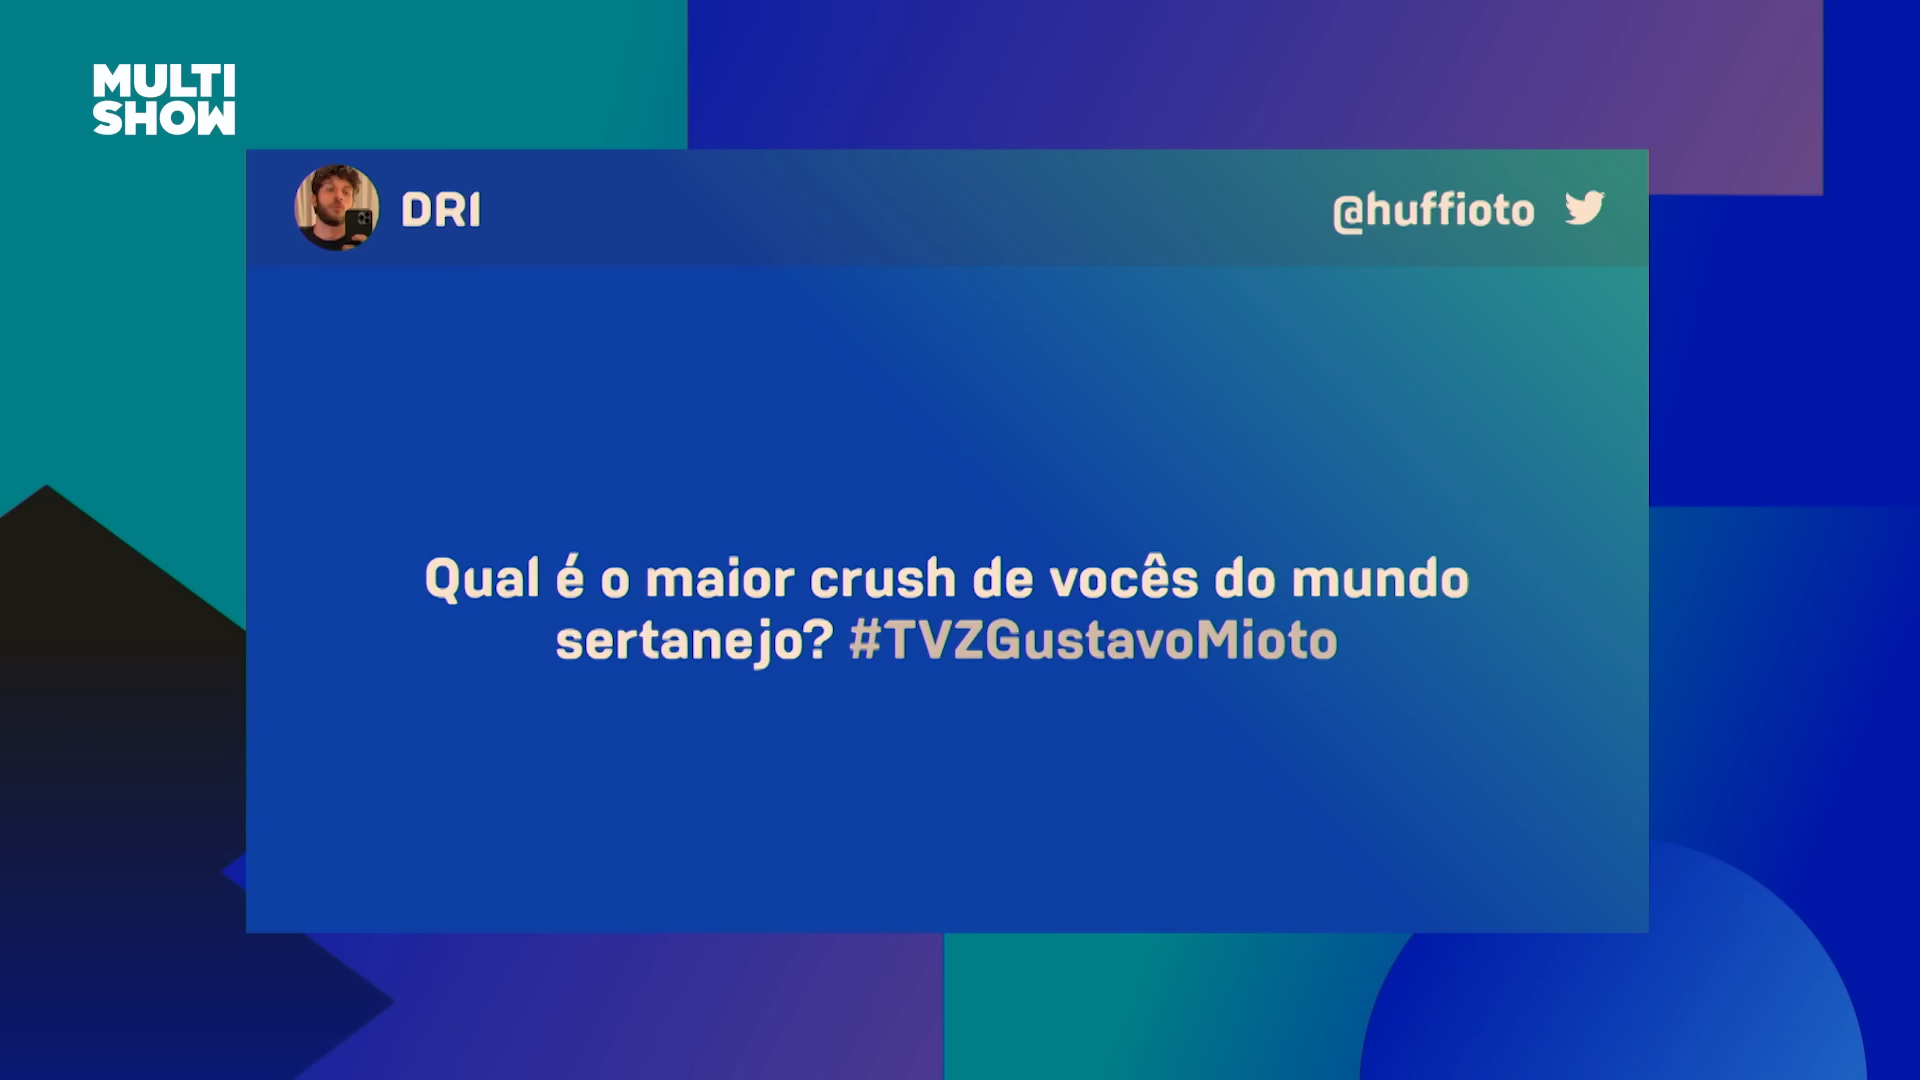 MULTI
SHOW
DRI
@huffioto
Qual é o maior crush de vocês do mundo
sertanejo? #TVZGustavoMioto